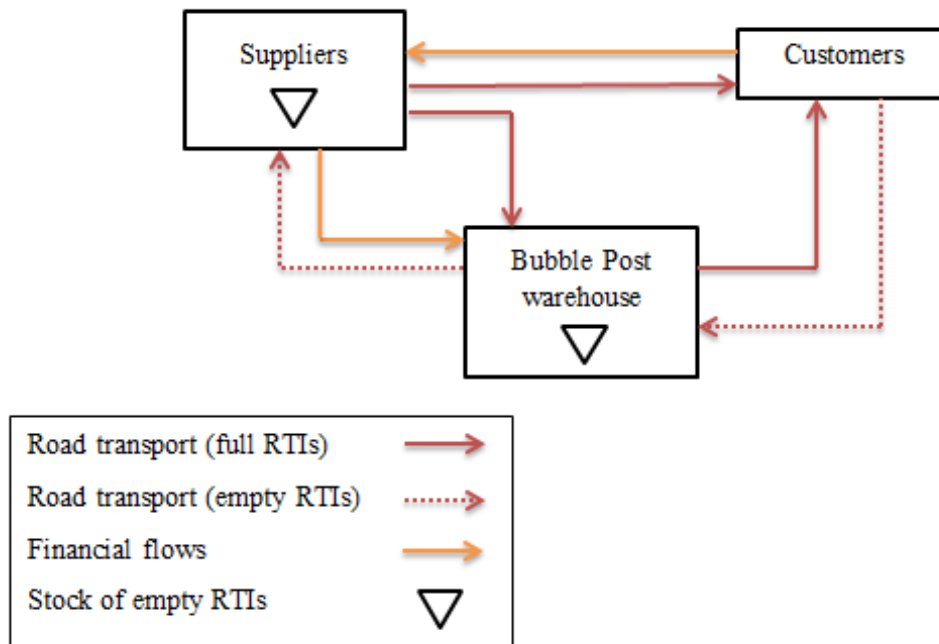 Suppliers
Customers
Bubble Post
warehouse
Road transport (full RTIs)
Road transport (empty RTIs)
Financial flows
Stock of empty RTIs